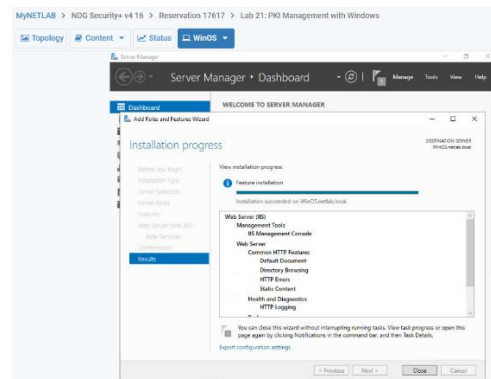 MyNETLAB > NDG Security+ v4 16 > Reservation 17617 > Lab 21: PKI Management with Windows
Topology Content Status WinOS
Server Manager
Server Manager • Dashboard Manage Tools View Help
Dashboard WELCOME TO SERVER MANAGER
Add Roles and Features Wizard
Installation progress
DESTINATION SERVER
WinOS.netlab.local
Before You Begin
Installation Type
Server Selection
Server Roles
Features
Web Server Role (IIS)
Role Services
Confirmation
Results
View installation progress
Feature installation
Installation succeeded on WinOS.netlab.local.
Web Server (IIS)
Management Tools
IIS Management Console
Web Server
Common HTTP Features
Default Document
Directory Browsing
HTTP Errors
Static Content
Health and Diagnostics
HTTP Logging
You can close this wizard without interrupting running tasks. View task progress or open this
page again by clicking Notifications in the command bar, and then Task Details.
Export configuration settings
< Previous Next > Close Cancel